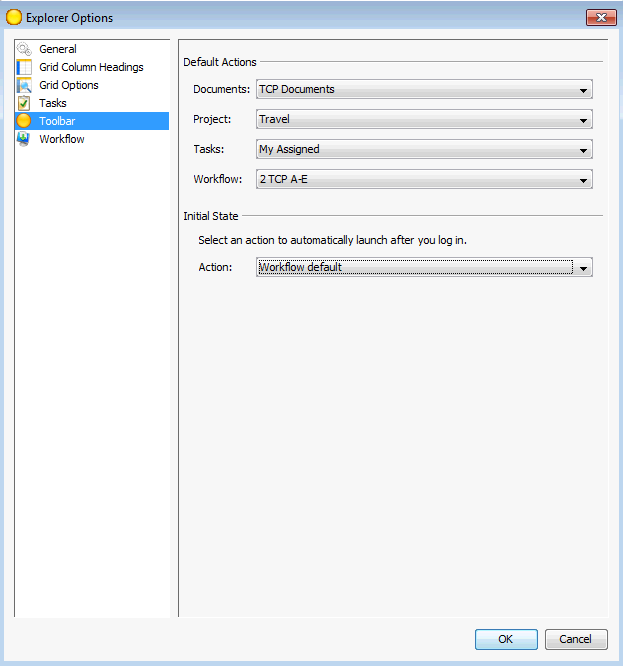 Explorer Options
General
Grid Column Headings
Grid Options
Tasks
Toolbar
Workflow
Default Actions
Documents: TCP Documents
Project: Travel
Tasks: My Assigned
Workflow: 2 TCP A-E
Initial State
Select an action to automatically launch after you log in.
Action: Workflow default
OK Cancel